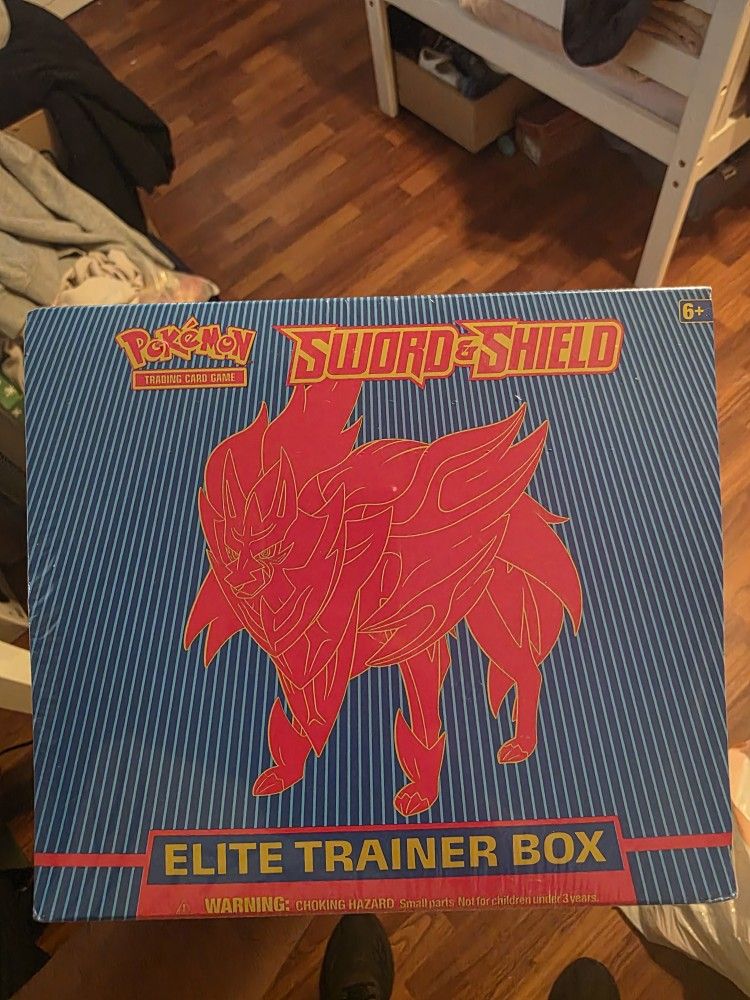 6+
Pokémon
TRADING CARD GAME
SWORD & SHIELD
ELITE TRAINER BOX
WARNING: CHOKING HAZARD Small parts. Not for children under 3 years.